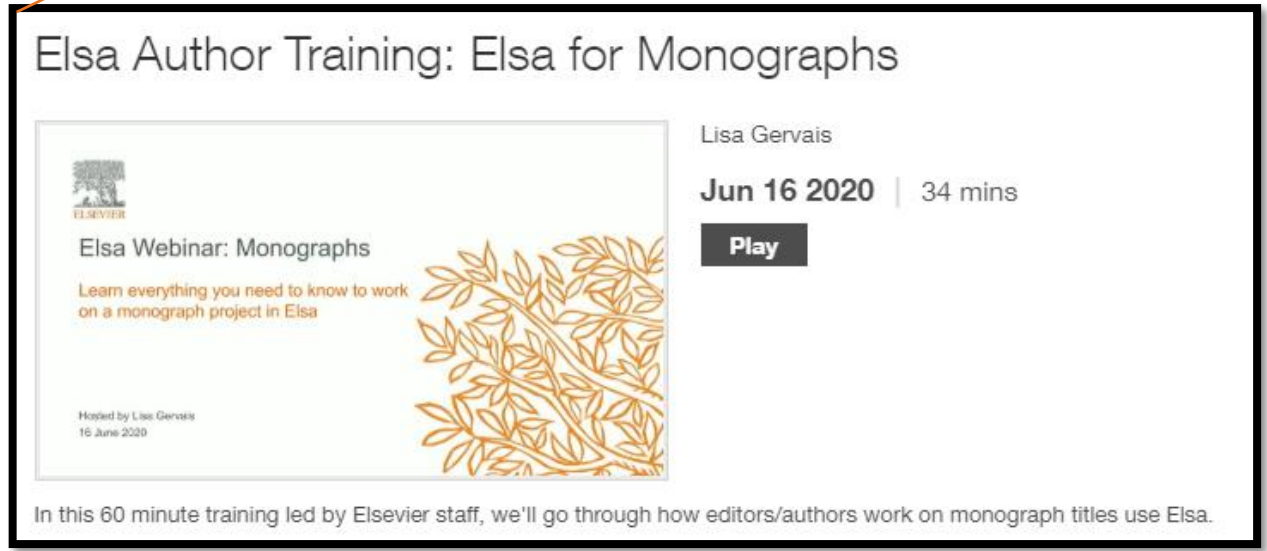 Elsa Author Training: Elsa for Monographs
ELSEVIER
Elsa Webinar: Monographs
Learn everything you need to know to work
on a monograph project in Elsa
Hosted by Lisa Gervais
16 June 2020
Lisa Gervais
Jun 16 2020 | 34 mins
Play
In this 60 minute training led by Elsevier staff, we'll go through how editors/authors work on monograph titles use Elsa.